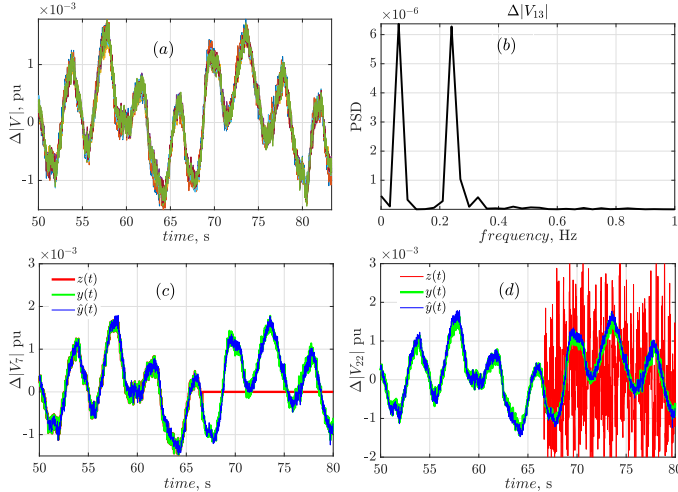 ×10⁻³
(a)
Δ|V|, pu
1
0
-1
50 55 60 65 70 75 80
time, s
Δ|V₁₃|
×10⁻⁶
(b)
PSD
6
5
4
3
2
1
0
0 0.2 0.4 0.6 0.8 1
frequency, Hz
×10⁻³
z(t)
y(t)
ŷ(t)
(c)
Δ|V₇| pu
3
2
1
0
-1
50 55 60 65 70 75 80
time, s
×10⁻³
z(t)
y(t)
ŷ(t)
(d)
Δ|V₂₂| pu
3
2
1
0
-1
-2
50 55 60 65 70 75 80
time, s